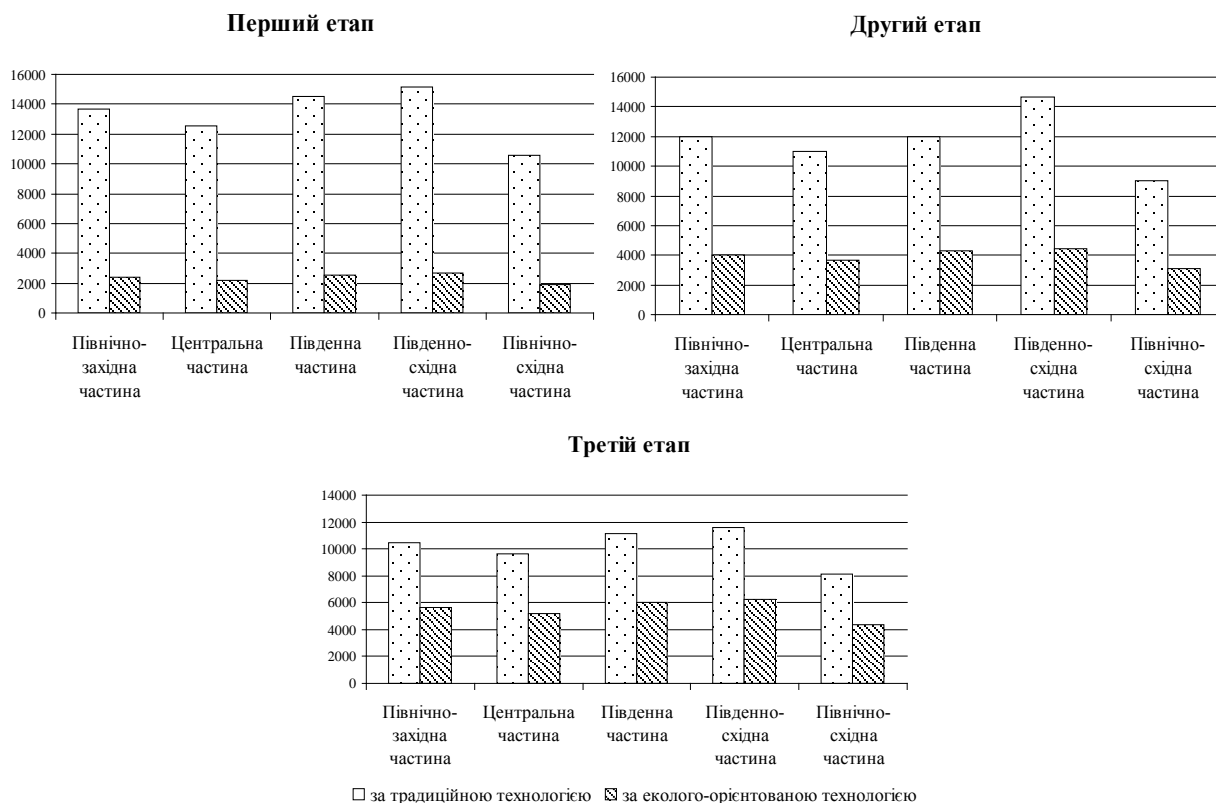 Перший етап
16000
14000
12000
10000
8000
6000
4000
2000
0
Північно-
західна
частина
Центральна
частина
Південна
частина
Південно-
східна
частина
Північно-
східна
частина
Другий етап
16000
14000
12000
10000
8000
6000
4000
2000
0
Північно-
західна
частина
Центральна
частина
Південна
частина
Південно-
східна
частина
Північно-
східна
частина
Третій етап
14000
12000
10000
8000
6000
4000
2000
0
Північно-
західна
частина
Центральна
частина
Південна
частина
Південно-
східна
частина
Північно-
східна
частина
за традиційною технологією
за еколого-орієнтованою технологією